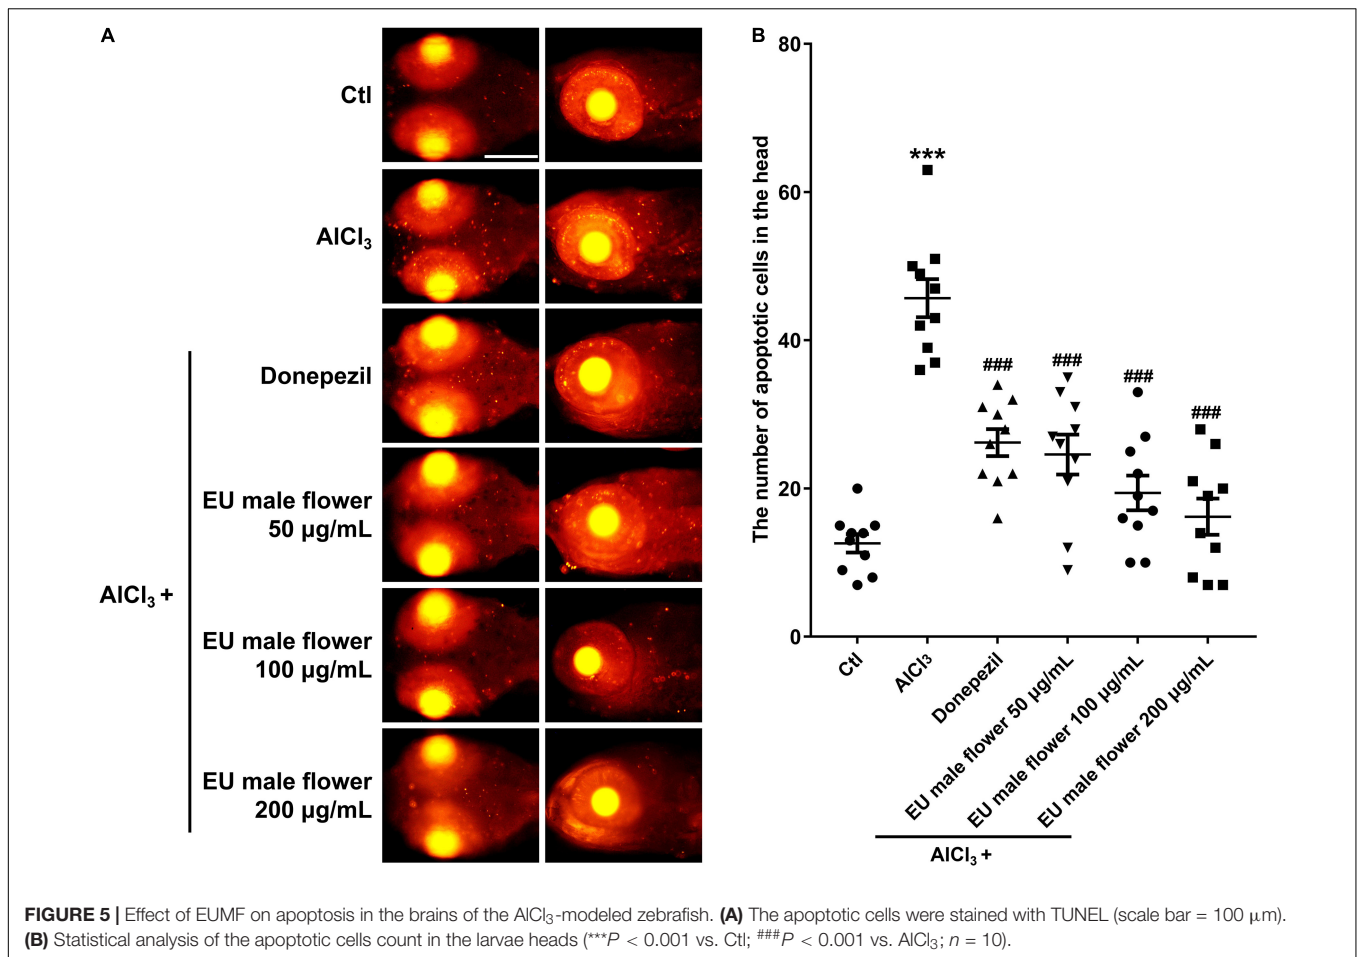 A
Ctl
AlCl3
Donepezil
EU male flower
50 µg/mL
AlCl3 +
EU male flower
100 µg/mL
EU male flower
200 µg/mL
B
The number of apoptotic cells in the head
80
60
40
20
0
***
###
###
###
###
Ctl
AlCl3
Donepezil
EU male flower 50 µg/mL
EU male flower 100 µg/mL
EU male flower 200 µg/mL
AlCl3 +
FIGURE 5 | Effect of EUMF on apoptosis in the brains of the AlCl3-modeled zebrafish. (A) The apoptotic cells were stained with TUNEL (scale bar = 100 µm).
(B) Statistical analysis of the apoptotic cells count in the larvae heads (***P < 0.001 vs. Ctl; ###P < 0.001 vs. AlCl3; n = 10).